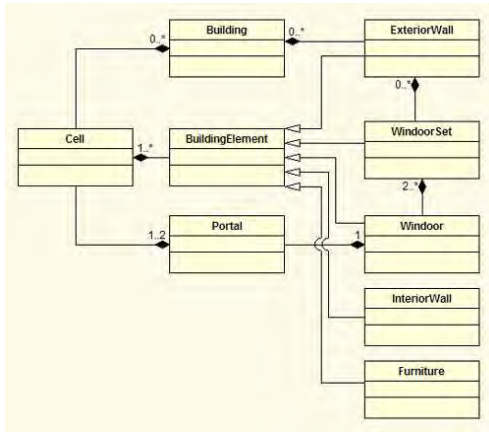 Building
ExteriorWall
0..*
0..*
0..*
Cell
BuildingElement
WindoorSet
1..*
2..*
Portal
Windoor
1..2
1
InteriorWall
Furniture